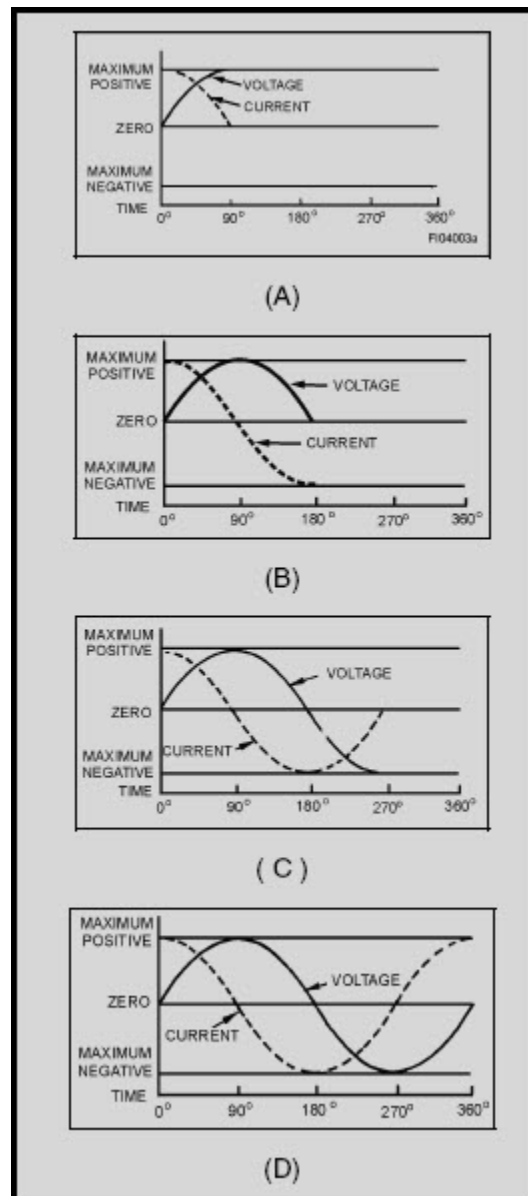 MAXIMUM
POSITIVE
VOLTAGE
CURRENT
ZERO
MAXIMUM
NEGATIVE
TIME
0° 90° 180° 270° 360°
FI04003a
(A)
MAXIMUM
POSITIVE
VOLTAGE
ZERO
CURRENT
MAXIMUM
NEGATIVE
TIME
0° 90° 180° 270° 360°
(B)
MAXIMUM
POSITIVE
VOLTAGE
ZERO
CURRENT
MAXIMUM
NEGATIVE
TIME
0° 90° 180° 270° 360°
( C )
MAXIMUM
POSITIVE
VOLTAGE
ZERO
CURRENT
MAXIMUM
NEGATIVE
TIME
0° 90° 180° 270° 360°
(D)